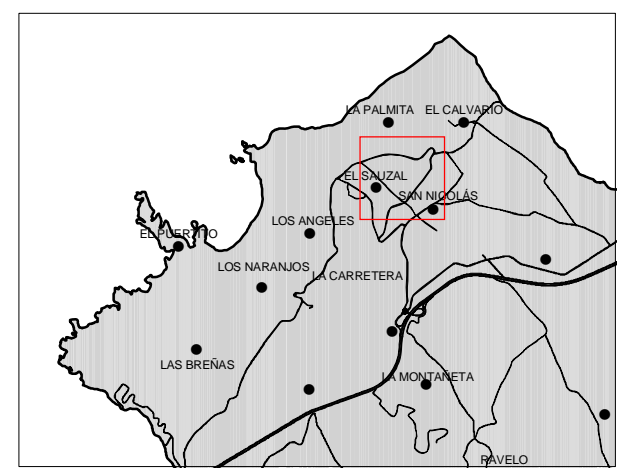 LA PALMITA
EL CALVARIO
EL SAUZAL
SAN NICOLÁS
LOS ANGELES
EL PUERTITO
LOS NARANJOS
LA CARRETERA
LAS BREÑAS
LA MONTAÑETA
RAVELO